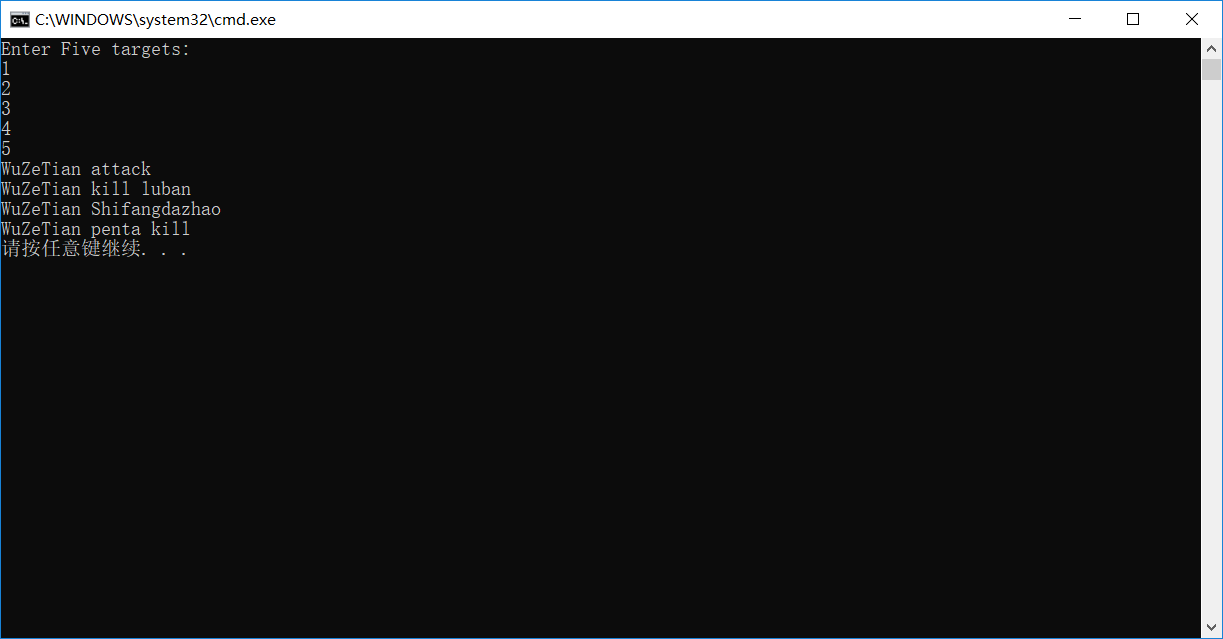 C:\WINDOWS\system32\cmd.exe
Enter Five targets:
1
2
3
4
5
WuZeTian attack
WuZeTian kill luban
WuZeTian Shifangdazhao
WuZeTian penta kill
请按任意键继续. . .